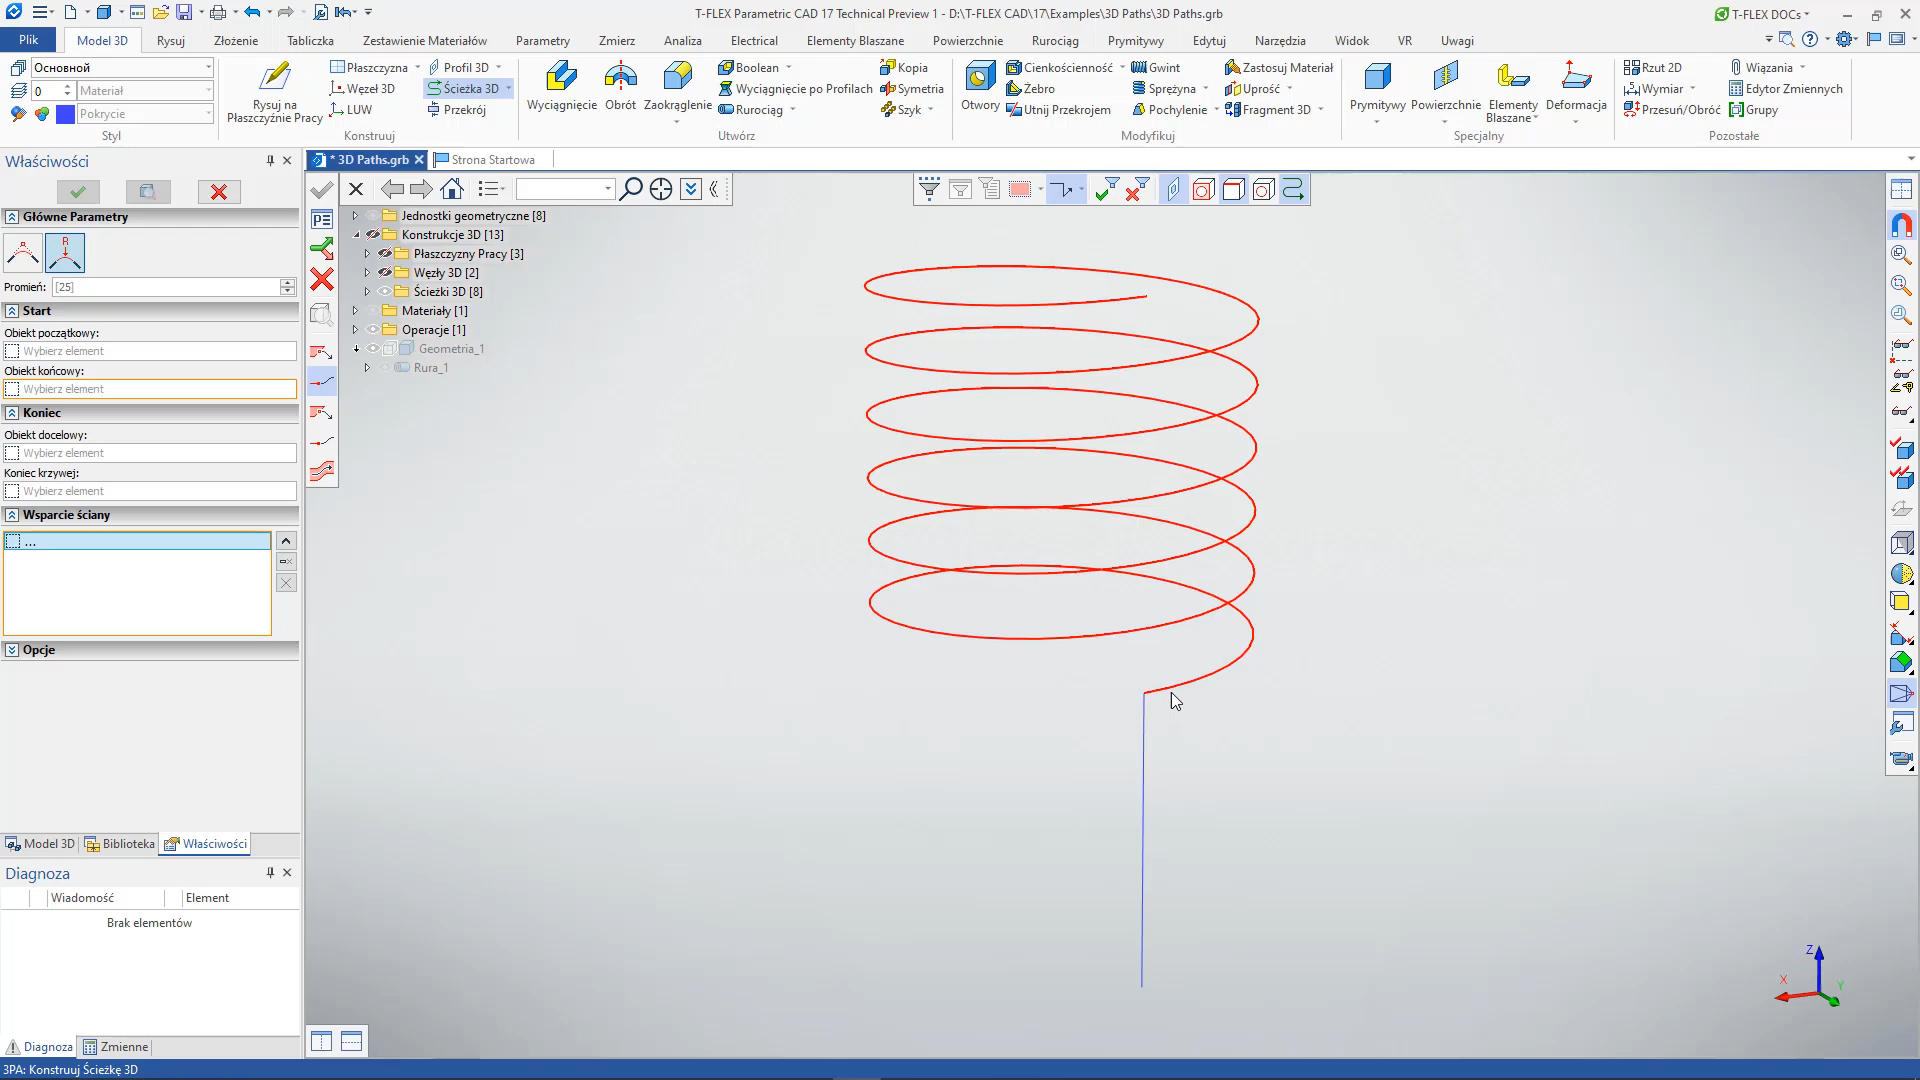 T-FLEX Parametric CAD 17 Technical Preview 1 - D:\T-FLEX CAD\17\Examples\3D Paths\3D Paths.grb
T-FLEX DOCs
Plik
Model 3D
Rysuj
Złożenie
Tabliczka
Zestawienie Materiałów
Parametry
Zmierz
Analiza
Electrical
Elementy Blaszane
Powierzchnie
Rurociąg
Prymitywy
Edytuj
Narzędzia
Widok
VR
Uwagi
Основной
0
Materiał
Pokrycie
Styl
Rysuj na
Płaszczyźnie Pracy
Płaszczyzna
Węzeł 3D
LUW
Profil 3D
Ścieżka 3D
Przekrój
Konstruuj
Wyciągnięcie
Obrót
Zaokrąglenie
Boolean
Wyciągnięcie po Profilach
Rurociąg
Kopia
Symetria
Szyk
Utwórz
Otwory
Cienkościenność
Żebro
Utnij Przekrojem
Gwint
Sprężyna
Pochylenie
Zastosuj Materiał
Uprość
Fragment 3D
Modyfikuj
Prymitywy
Powierzchnie
Elementy
Blaszane
Deformacja
Specjalny
Rzut 2D
Wymiar
Przesuń/Obróć
Wiązania
Edytor Zmiennych
Grupy
Pozostałe
Właściwości
* 3D Paths.grb
Strona Startowa
Główne Parametry
R
Promień:
[25]
Start
Obiekt początkowy:
Wybierz element
Obiekt końcowy:
Wybierz element
Koniec
Obiekt docelowy:
Wybierz element
Koniec krzywej:
Wybierz element
Wsparcie ściany
...
Opcje
PE
Jednostki geometryczne [8]
Konstrukcje 3D [13]
Płaszczyzny Pracy [3]
Węzły 3D [2]
Ścieżki 3D [8]
Materiały [1]
Operacje [1]
Geometria_1
Rura_1
Model 3D
Biblioteka
Właściwości
Diagnoza
Wiadomość
Element
Brak elementów
Diagnoza
Zmienne
Z
X
Y
3PA: Konstruuj Ścieżkę 3D